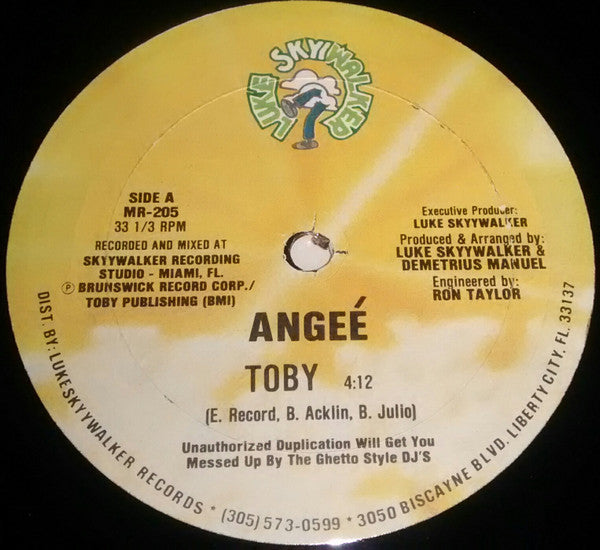 LUKE SKYYWALKER
SIDE A
MR-205
33 1/3 RPM
RECORDED AND MIXED AT
SKYYWALKER RECORDING
STUDIO - MIAMI, FL.
Ⓟ BRUNSWICK RECORD CORP./
TOBY PUBLISHING (BMI)
Executive Producer:
LUKE SKYYWALKER
Produced & Arranged by:
LUKE SKYYWALKER &
DEMETRIUS MANUEL
Engineered by:
RON TAYLOR
ANGEÉ
TOBY 4:12
(E. Record, B. Acklin, B. Julio)
Unauthorized Duplication Will Get You
Messed Up By The Ghetto Style DJ'S
DIST. BY: LUKESKYYWALKER RECORDS * (305) 573-0599 * 3050 BISCAYNE BLVD. LIBERTY CITY, FL. 33137